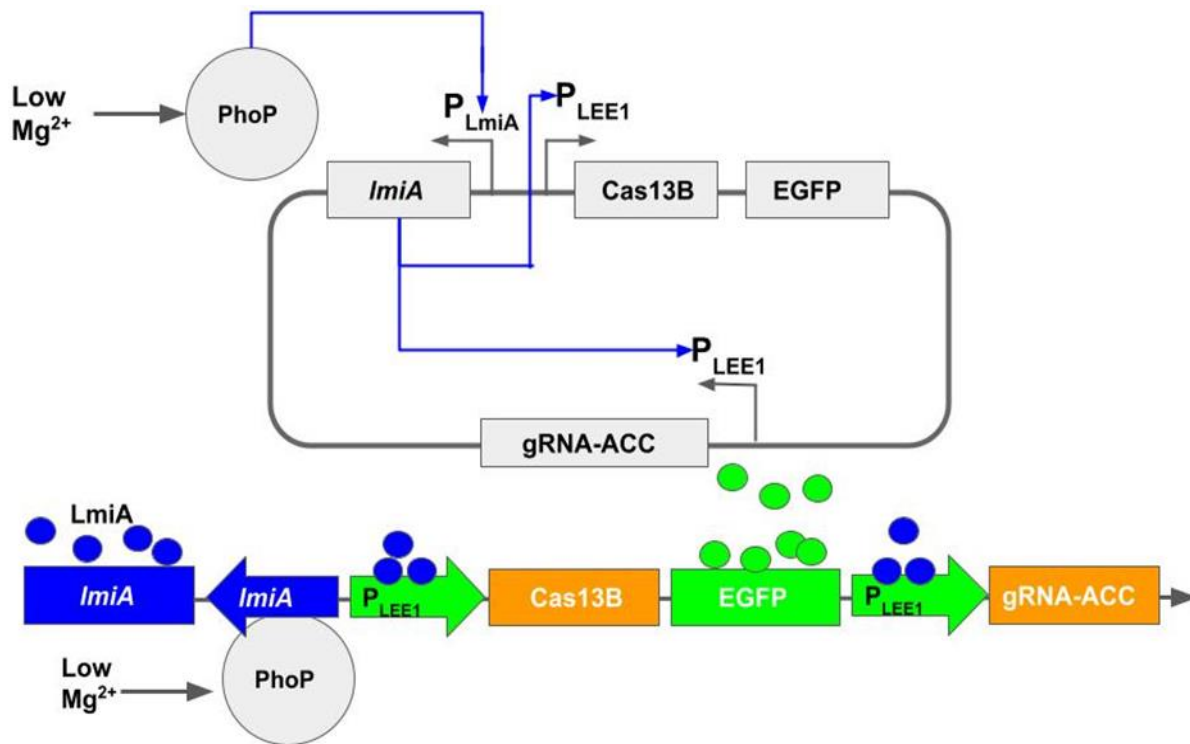 Low
Mg2+
PhoP
PLmiA
PLEE1
lmiA
Cas13B
EGFP
PLEE1
gRNA-ACC
LmiA
lmiA
lmiA
PLEE1
Cas13B
EGFP
PLEE1
gRNA-ACC
Low
Mg2+
PhoP